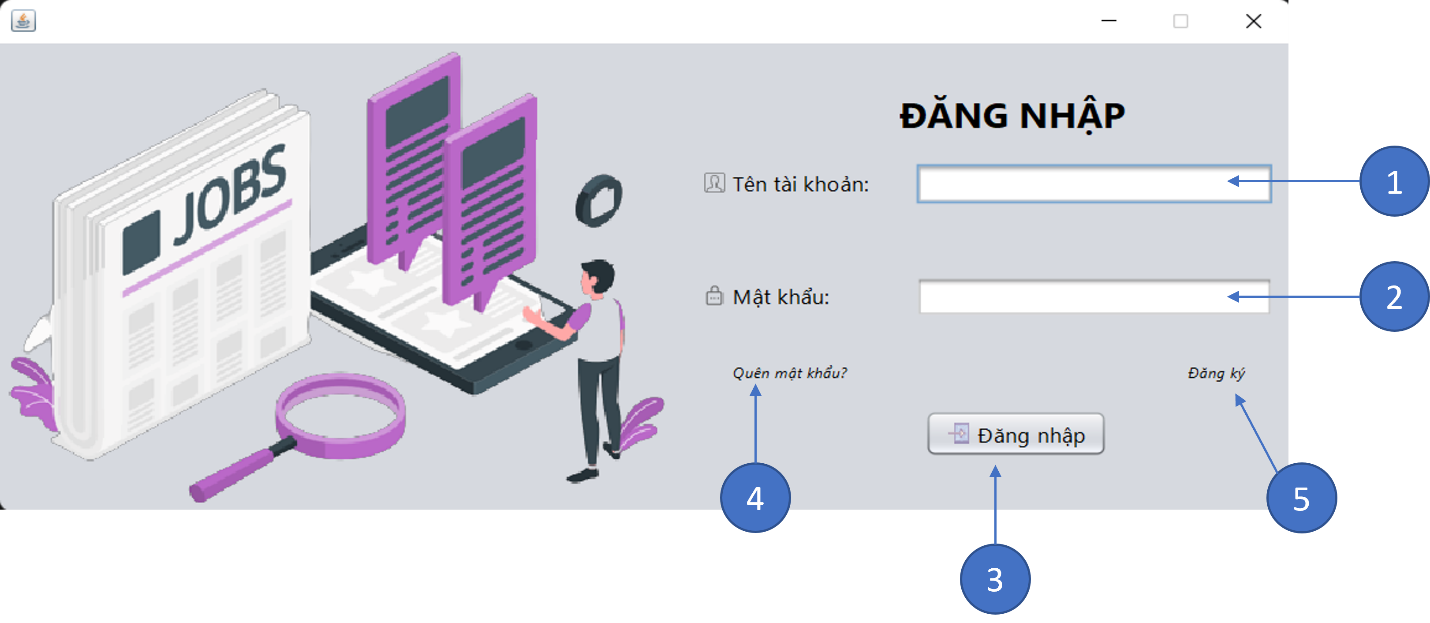 JOBS
ĐĂNG NHẬP
Tên tài khoản:
1
Mật khẩu:
2
Quên mật khẩu? Đăng ký
Đăng nhập
4
5
3